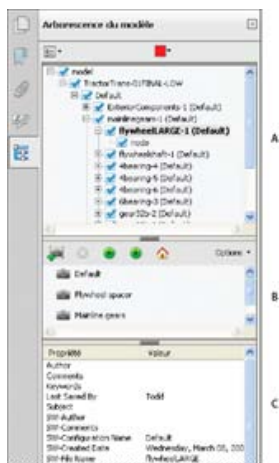 Arborescence du modèle
model
TractorTrans-01FINAL-LOW
Default
ExteriorComponents-1 (Default)
mainlinegears-1 (Default)
flywheelLARGE-1 (Default)
node
flywheelshaft-1 (Default)
4bearing-4 (Default)
4bearing-5 (Default)
4bearing-6 (Default)
6bearing-3 (Default)
gear32b-2 (Default)
A
Options
Default
Flywheel spacer
Mainline gears
B
Propriété Valeur
Author
Comments
Keywords
Last Saved By Todd
Subject
SW-Author
SW-Comments
SW-Configuration Name Default
SW-Created Date Wednesday, March 08, 200
SW-File Name flywheelLARGE
C